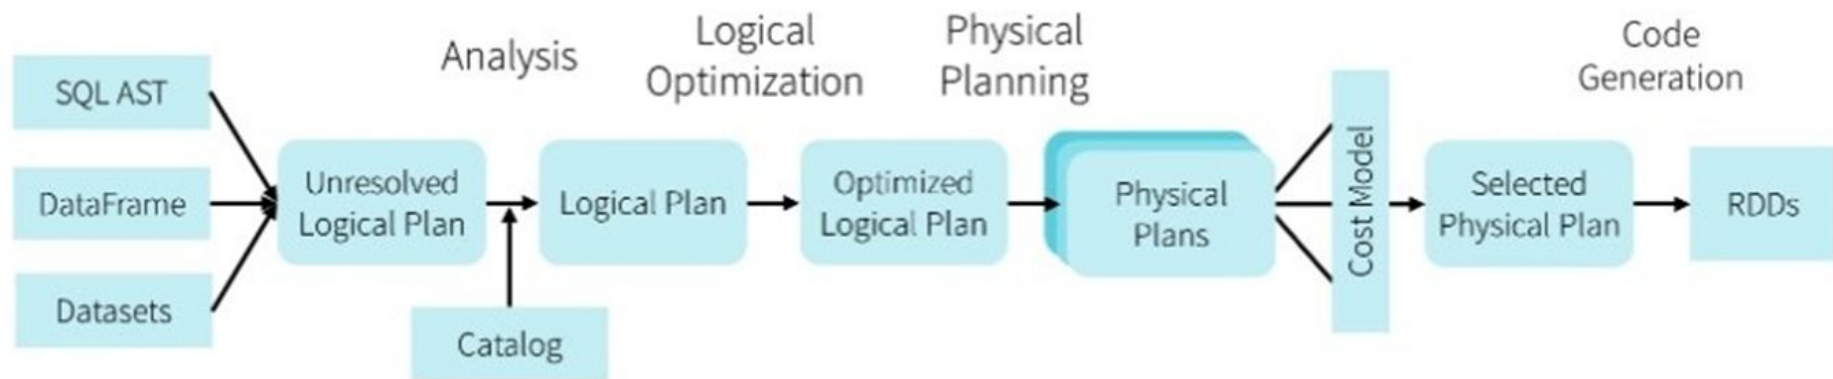 Analysis
Logical
Optimization
Physical
Planning
Code
Generation
SQL AST
DataFrame
Datasets
Unresolved
Logical Plan
Catalog
Logical Plan
Optimized
Logical Plan
Physical
Plans
Cost Model
Selected
Physical Plan
RDDs